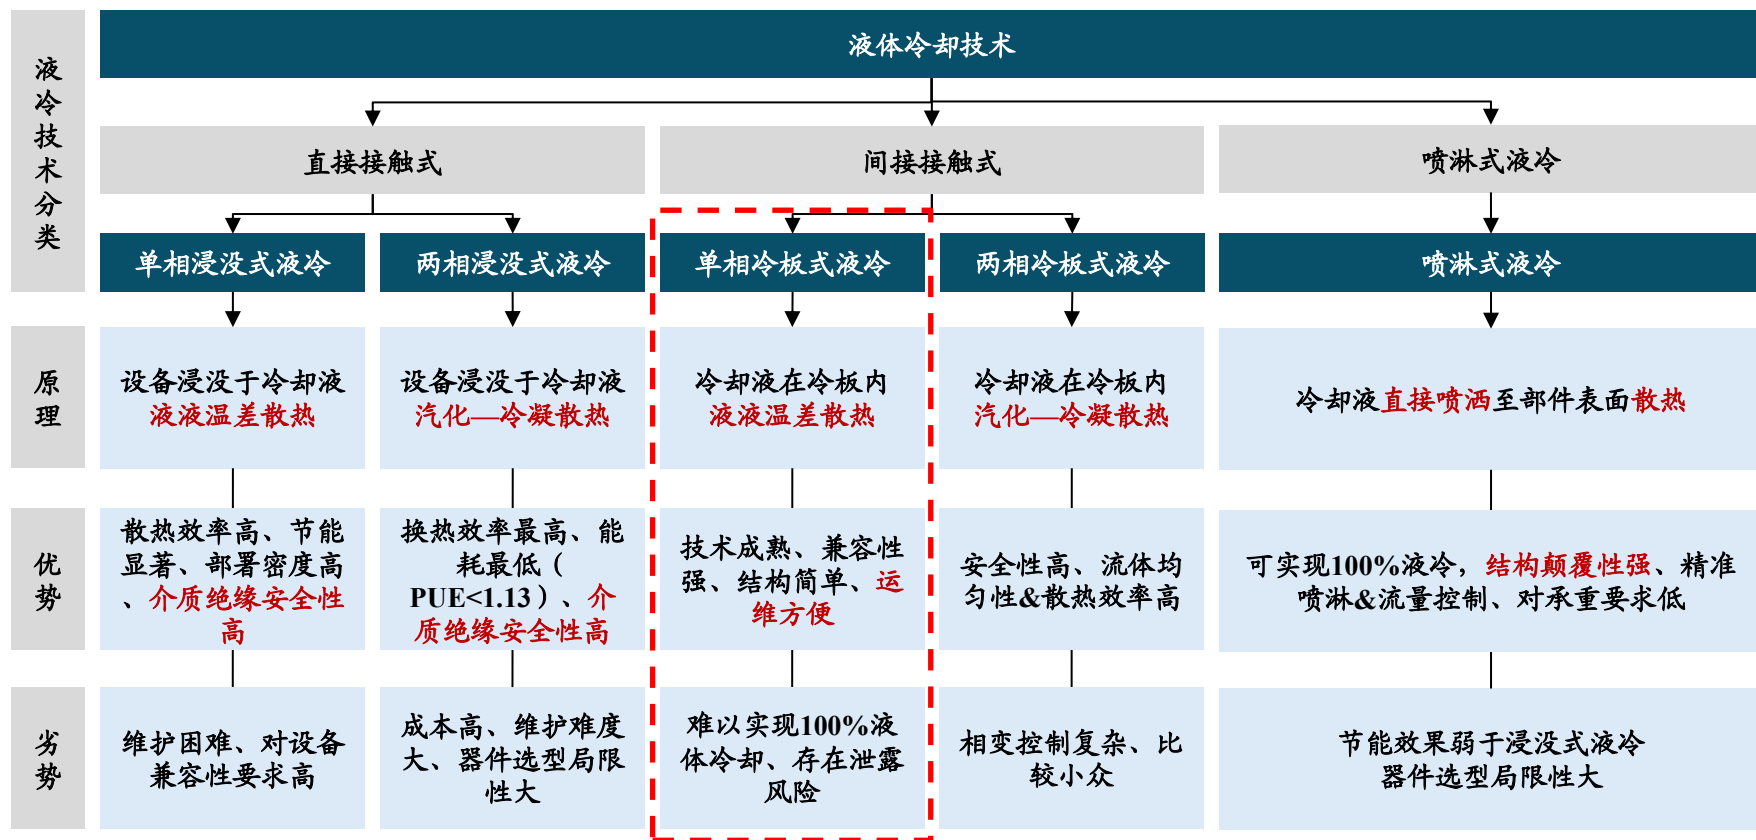 液体冷却技术
液冷技术分类
直接接触式
间接接触式
喷淋式液冷
单相浸没式液冷
两相浸没式液冷
单相冷板式液冷
两相冷板式液冷
喷淋式液冷
原理
设备浸没于冷却液
液液温差散热
设备浸没于冷却液
汽化—冷凝散热
冷却液在冷板内
液液温差散热
冷却液在冷板内
汽化—冷凝散热
冷却液直接喷洒至部件表面散热
优势
散热效率高、节能
显著、部署密度高
、介质绝缘安全性
高
换热效率最高、能
耗最低（
PUE<1.13）、介
质绝缘安全性高
技术成熟、兼容性
强、结构简单、运
维方便
安全性高、流体均
匀性&散热效率高
可实现100%液冷，结构颠覆性强、精准
喷淋&流量控制、对承重要求低
劣势
维护困难、对设备
兼容性要求高
成本高、维护难度
大、器件选型局限
性大
难以实现100%液
体冷却、存在泄露
风险
相变控制复杂、比
较小众
节能效果弱于浸没式液冷
器件选型局限性大